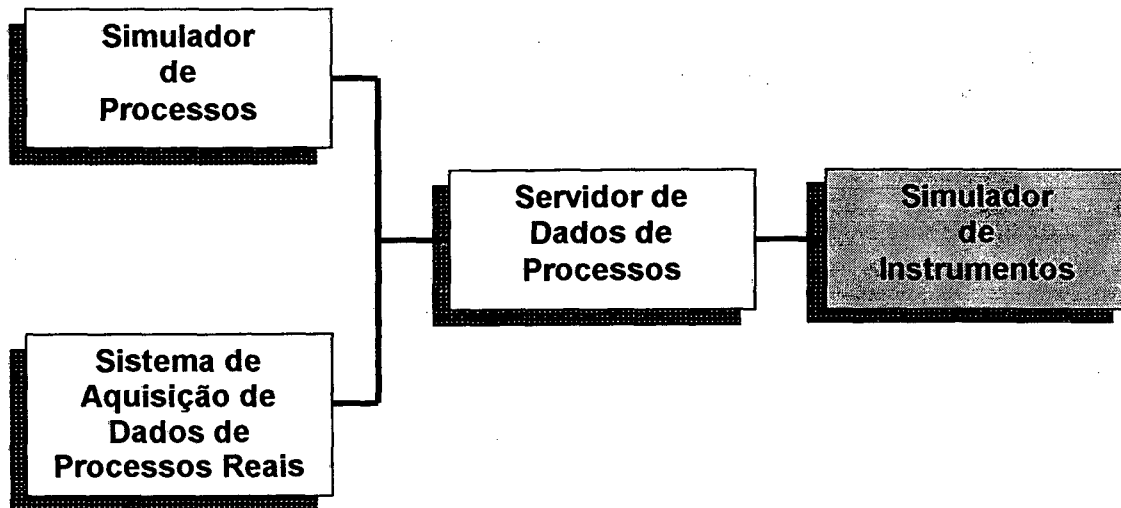 Simulador
de
Processos
Servidor de
Dados de
Processos
Simulador
de
Instrumentos
Sistema de
Aquisição de
Dados de
Processos Reais